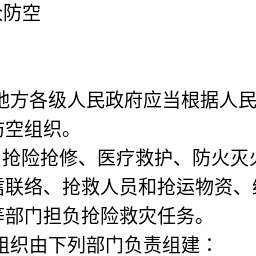 防空
地方各级人民政府应当根据人民
防空组织。
抢险抢修、医疗救护、防火灭
信联络、抢救人员和抢运物资、
等部门担负抢险救灾任务。
组织由下列部门负责组建：